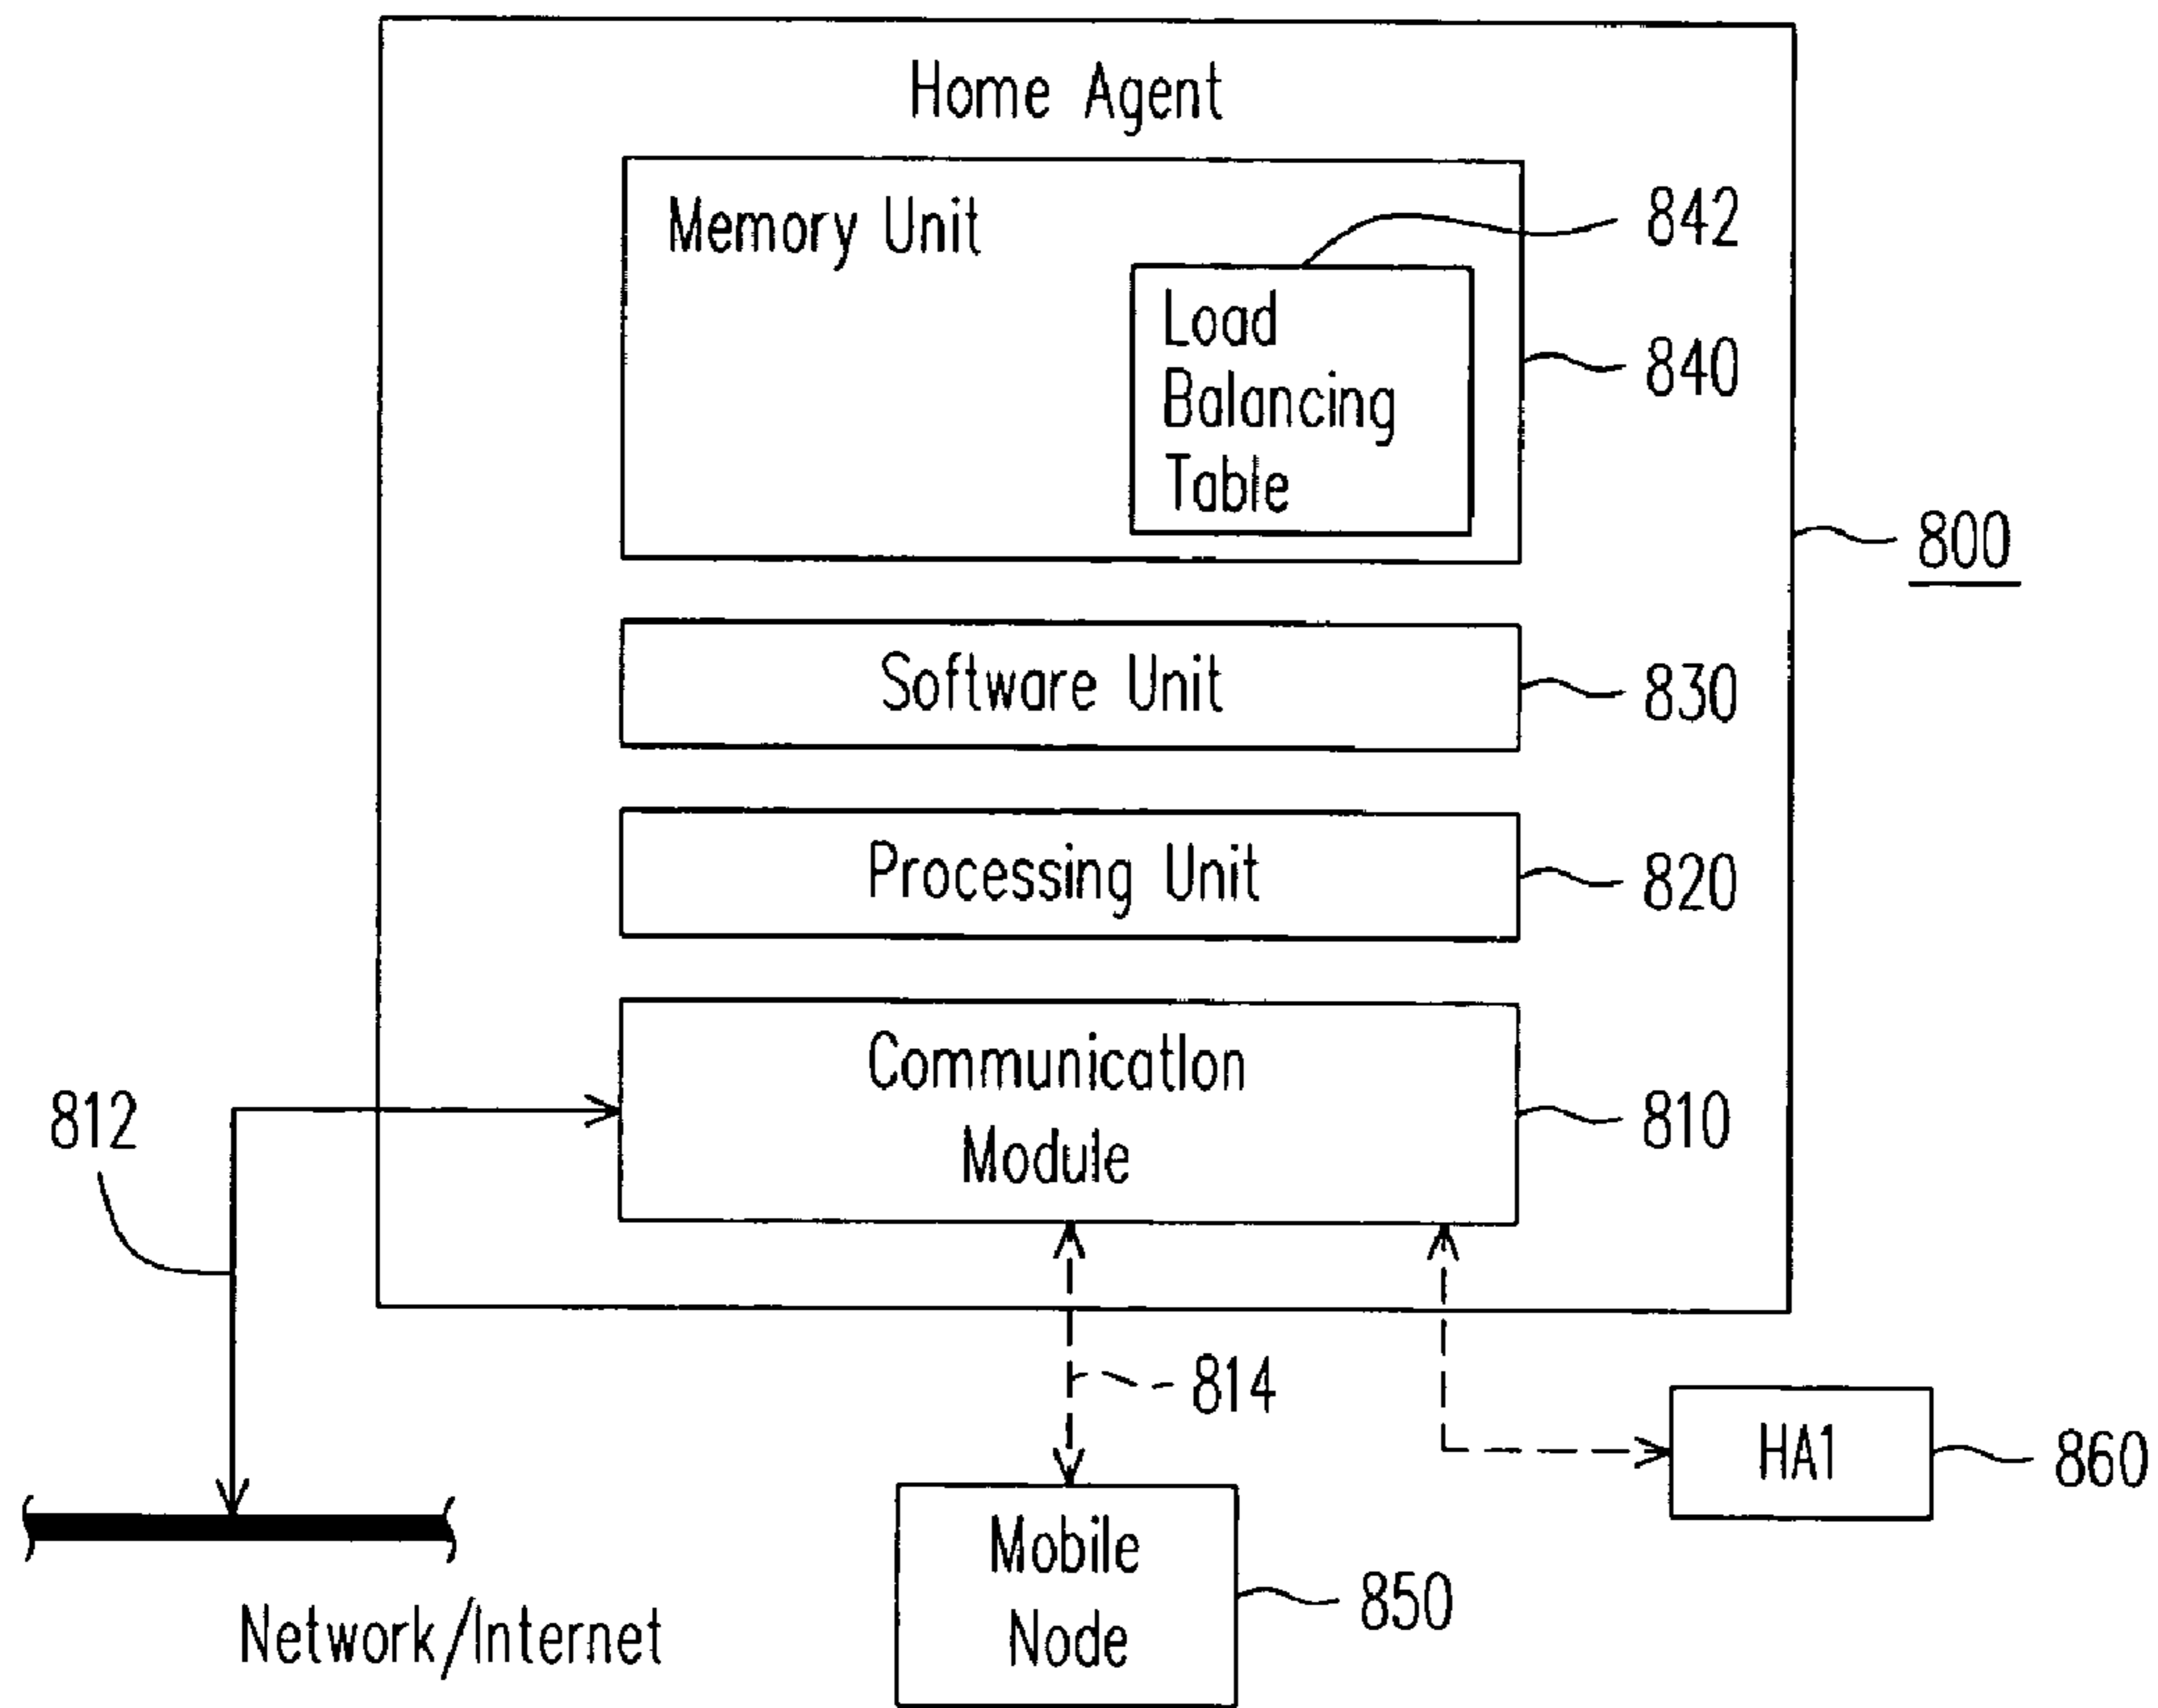 Home Agent
Memory Unit
842
Load
Balancing
Table
840
800
Software Unit
830
Processing Unit
820
CommunicatIon
Module
810
812
814
HA1
860
Mobile
Node
850
Network/Internet